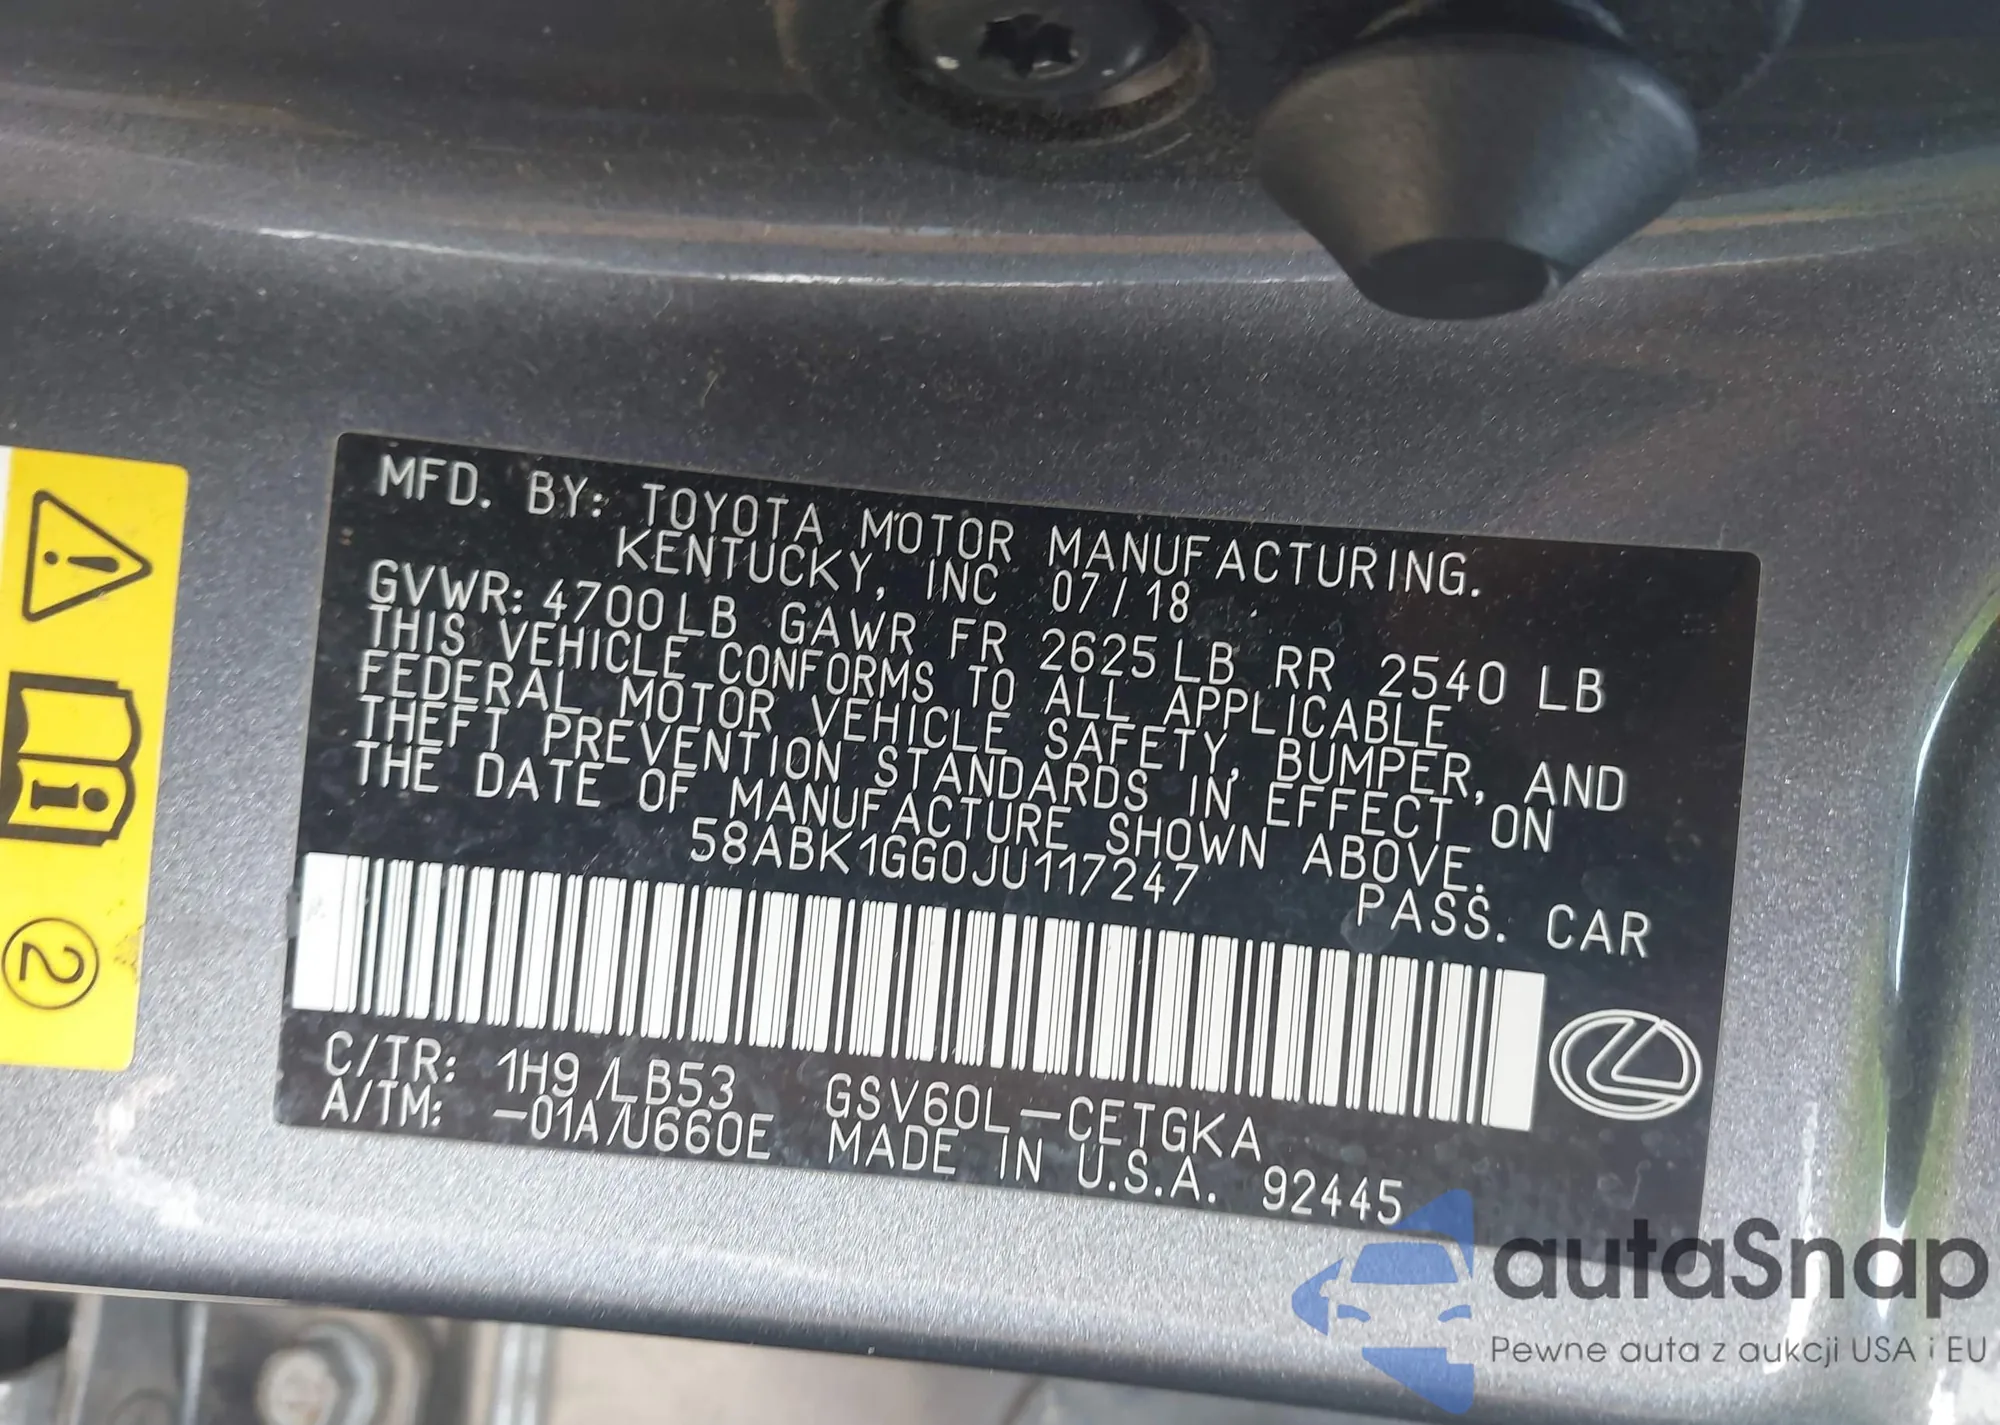 MFD. BY: TOYOTA MOTOR MANUFACTURING.
KENTUCKY, INC 07/18
GVWR: 4700LB GAWR FR 2625LB RR 2540 LB
THIS VEHICLE CONFORMS TO ALL APPLICABLE
FEDERAL MOTOR VEHICLE SAFETY, BUMPER, AND
THEFT PREVENTION STANDARDS IN EFFECT ON
THE DATE OF MANUFACTURE SHOWN ABOVE.
58ABK1GG0JU117247 PASS. CAR
C/TR: 1H9 /LB53 GSV60L-CETGKA
A/TM: -01A/U660E MADE IN U.S.A. 92445
2
autaSnap
Pewne auta z aukcji USA i EU